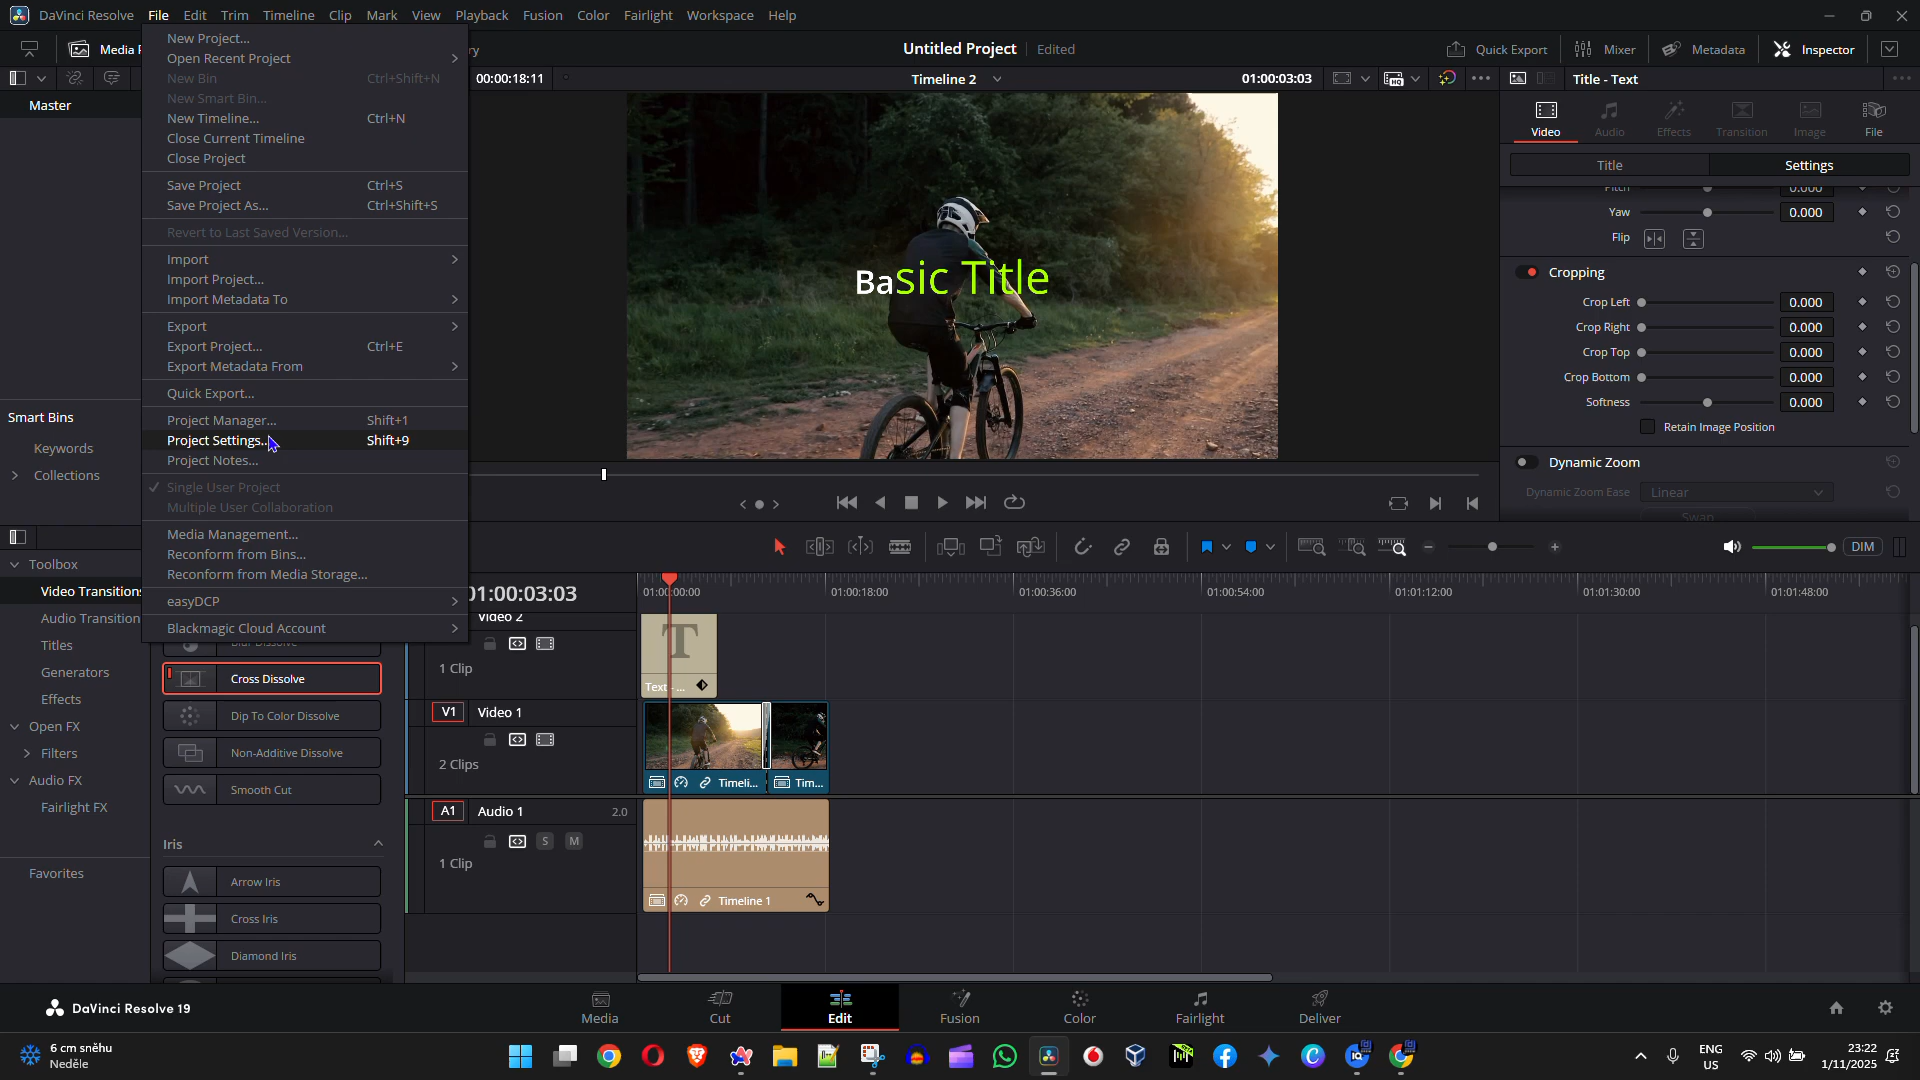 DaVinci Resolve File Edit Trim Timeline Clip Mark View Playback Fusion Color Fairlight Workspace Help
Media P
ry
Untitled Project Edited
Quick Export Mixer Metadata Inspector
00:00:18:11
Timeline 2
01:00:03:03
Title - Text
Master
New Project...
Open Recent Project
New Bin Ctrl+Shift+N
New Smart Bin...
New Timeline... Ctrl+N
Close Current Timeline
Close Project
Save Project Ctrl+S
Save Project As... Ctrl+Shift+S
Revert to Last Saved Version...
Import
Import Project...
Import Metadata To
Export
Export Project... Ctrl+E
Export Metadata From
Quick Export...
Project Manager... Shift+1
Project Settings... Shift+9
Project Notes...
Single User Project
Multiple User Collaboration
Media Management...
Reconform from Bins...
Reconform from Media Storage...
easyDCP
Blackmagic Cloud Account
Basic Title
Video Audio Effects Transition Image File
Title Settings
Pitch 0.000
Yaw 0.000
Flip
Cropping
Crop Left 0.000
Crop Right 0.000
Crop Top 0.000
Crop Bottom 0.000
Softness 0.000
Retain Image Position
Dynamic Zoom
Dynamic Zoom Ease Linear
Swap
Smart Bins
Keywords
Collections
Toolbox
Video Transitions
Audio Transition
Titles
Generators
Effects
Open FX
Filters
Audio FX
Fairlight FX
Favorites
Blur Dissolve
Cross Dissolve
Dip To Color Dissolve
Non-Additive Dissolve
Smooth Cut
Iris
Arrow Iris
Cross Iris
Diamond Iris
DIM
01:00:03:03
01:00:00:00 01:00:18:00 01:00:36:00 01:00:54:00 01:01:12:00 01:01:30:00 01:01:48:00
Video 2
1 Clip
T
Text ...
V1 Video 1
2 Clips
Timeli... Tim...
A1 Audio 1 2.0
S M
1 Clip
Timeline 1
DaVinci Resolve 19
Media Cut Edit Fusion Color Fairlight Deliver
6 cm sněhu
Neděle
ENG
US
23:22
1/11/2025